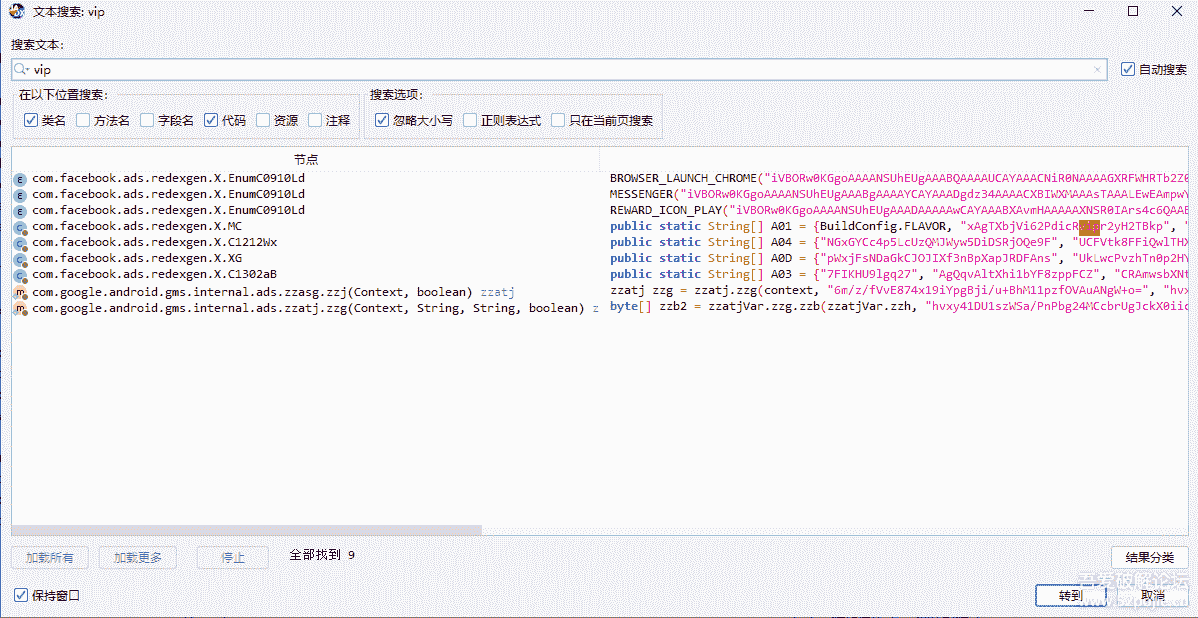 文本搜索: vip
搜索文本:
vip
自动搜索
在以下位置搜索:
搜索选项:
类名 方法名 字段名 代码 资源 注释
忽略大小写 正则表达式 只在当前页搜索
节点
com.facebook.ads.redexgen.X.EnumC0910Ld BROWSER_LAUNCH_CHROME("iVBORw0KGgoAAAANSUhEUgAAABQAAAAUCAYAAACNiR0NAAAAGXRFWHRTb2Z0
com.facebook.ads.redexgen.X.EnumC0910Ld MESSENGER("iVBORw0KGgoAAAANSUhEUgAAABgAAAAYCAYAAADgdz34AAAACXBIWXMAAAsTAAALEwEAmpwY
com.facebook.ads.redexgen.X.EnumC0910Ld REWARD_ICON_PLAY("iVBORw0KGgoAAAANSUhEUgAAADAAAAAwCAYAAABXAvmHAAAAAXNSR0IArs4c6QAAB
com.facebook.ads.redexgen.X.MC public static String[] A01 = {BuildConfig.FLAVOR,
com.facebook.ads.redexgen.X.C1212Wx public static String[] A04 = {"NGxGYCc4p5LcUzQMJWyw5DiDSRjOQe9F", "UCFVtk8FFiQwlTHX
com.facebook.ads.redexgen.X.XG public static String[] A0D = {"pWxjFsNDaGkCJOJIXf3nBpXapJRDFAns", "UkLwcPvzhTn0p2HY
com.facebook.ads.redexgen.X.C1302aB public static String[] A03 = {"7FIKHU9lgq27", "AgQqvAltXhi1bYF8zppFCZ", "CRAmwsbXNt
com.google.android.gms.internal.ads.zzasg.zzj(Context, boolean) zzatj zzatj zzg = zzatj.zzg(context, "6m/z/fVvE874x19iYpgBji/u+BhM11pzfOVAuANgW+o=", "hvx
com.google.android.gms.internal.ads.zzatj.zzg(Context, String, String, boolean) z byte[] zzb2 = zzatjVar.zzg.zzb(zzatjVar.zzh, "hvxy41DU1szWSa/PnPbg24MCcbrUgJckX0iic
加载所有 加载更多 停止 全部找到 9
结果分类
保持窗口
转到 取消
吾爱破解论坛
www.52pojie.cn